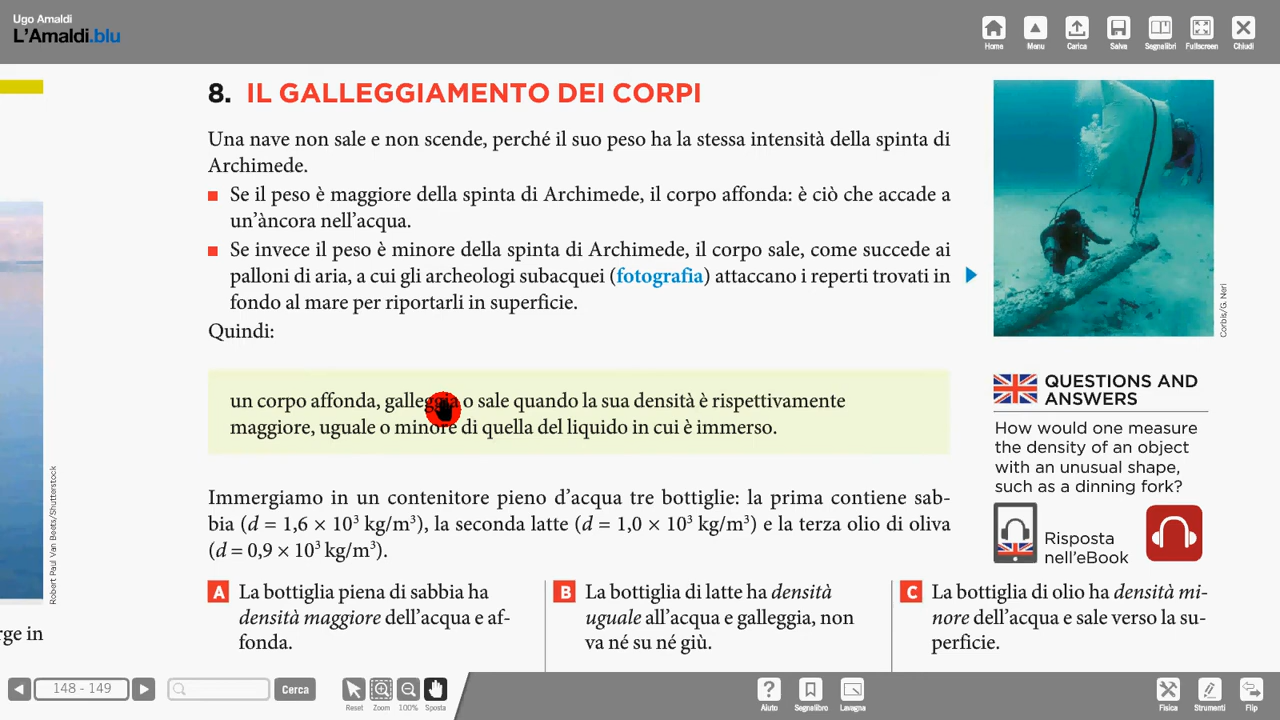 Ugo Amaldi
L'Amaldi.blu
Home
Menu
Carica
Salva
Segnalibri
Fullscreen
Chiudi
8. IL GALLEGGIAMENTO DEI CORPI
Una nave non sale e non scende, perché il suo peso ha la stessa intensità della spinta di
Archimede.
Se il peso è maggiore della spinta di Archimede, il corpo affonda: è ciò che accade a
un'àncora nell'acqua.
Se invece il peso è minore della spinta di Archimede, il corpo sale, come succede ai
palloni di aria, a cui gli archeologi subacquei (fotografia) attaccano i reperti trovati in
fondo al mare per riportarli in superficie.
Quindi:
un corpo affonda, galleggia o sale quando la sua densità è rispettivamente
maggiore, uguale o minore di quella del liquido in cui è immerso.
Immergiamo in un contenitore pieno d'acqua tre bottiglie: la prima contiene sab-
bia (d = 1,6 × 10³ kg/m³), la seconda latte (d = 1,0 × 10³ kg/m³) e la terza olio di oliva
(d = 0,9 × 10³ kg/m³).
A La bottiglia piena di sabbia ha
densità maggiore dell'acqua e af-
fonda.
B La bottiglia di latte ha densità
uguale all'acqua e galleggia, non
va né su né giù.
C La bottiglia di olio ha densità mi-
nore dell'acqua e sale verso la su-
perficie.
Corbis/G. Neri
QUESTIONS AND
ANSWERS
How would one measure
the density of an object
with an unusual shape,
such as a dinning fork?
Risposta
nell'eBook
Robert Paul Van Beets/Shutterstock
rge in
148 - 149
Cerca
Reset
Zoom
100%
Sposta
Aiuto
Segnalibro
Lavagna
Fisica
Strumenti
Flip